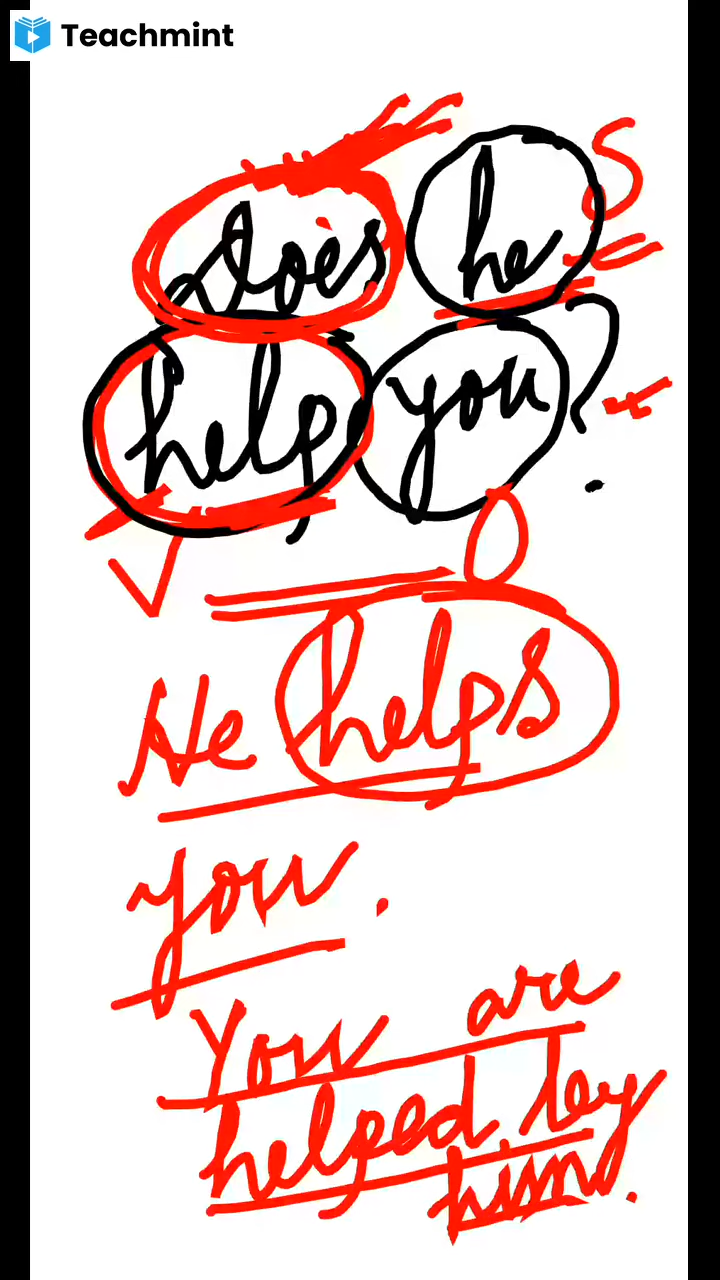 Teachmint
Does he S
help you?
O
He helps
you.
You are
helped by
him.